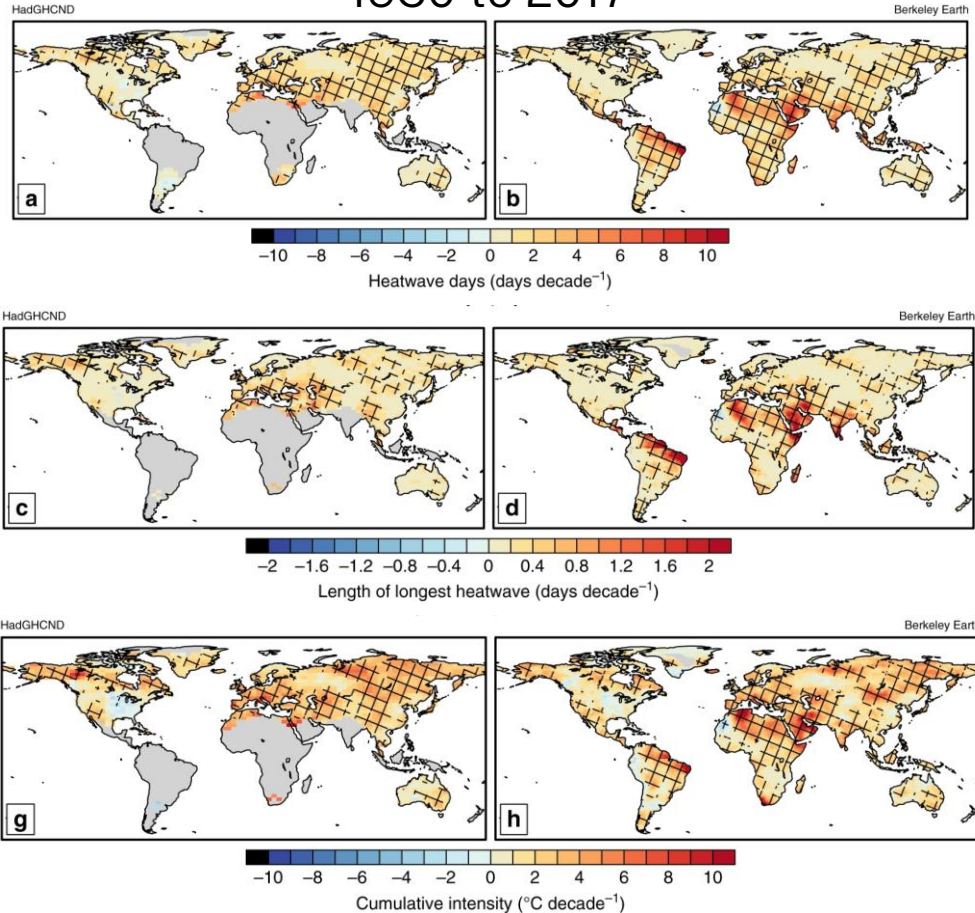 HadGHCND
Berkeley Earth
a
b
−10 −8 −6 −4 −2 0 2 4 6 8 10
Heatwave days (days decade⁻¹)
HadGHCND
Berkeley Earth
c
d
−2 −1.6 −1.2 −0.8 −0.4 0 0.4 0.8 1.2 1.6 2
Length of longest heatwave (days decade⁻¹)
HadGHCND
Berkeley Earth
g
h
−10 −8 −6 −4 −2 0 2 4 6 8 10
Cumulative intensity (°C decade⁻¹)